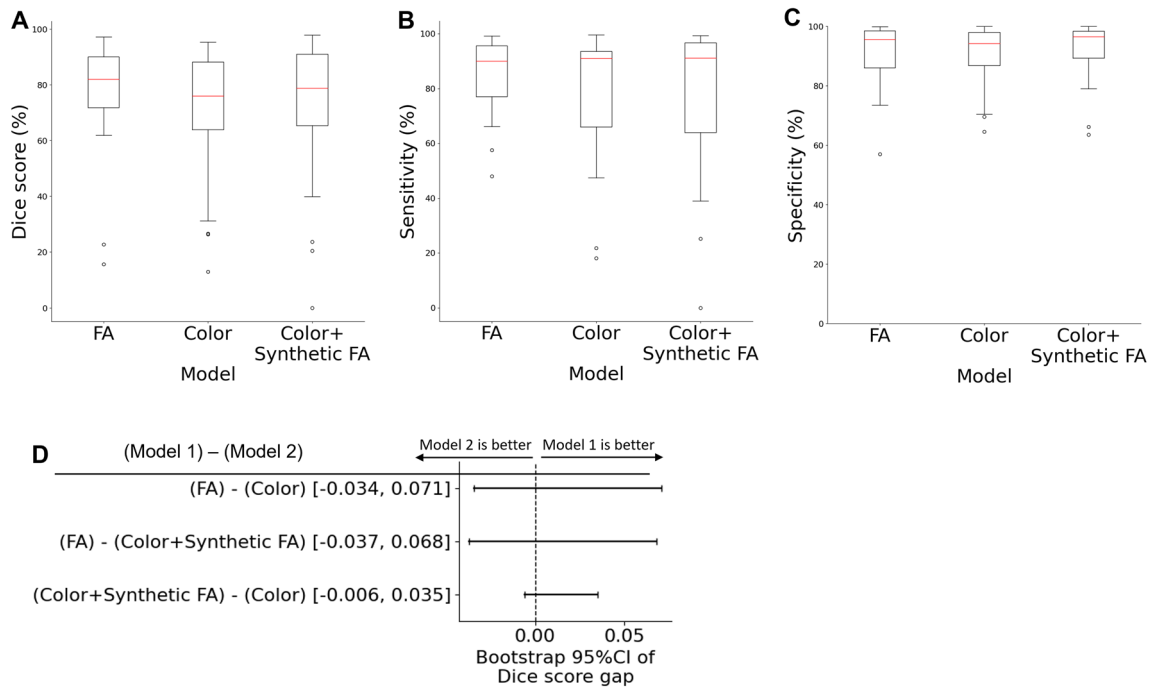 A
Dice score (%)
100
80
60
40
20
0
FA
Color
Color+
Synthetic FA
Model
B
Sensitivity (%)
100
80
60
40
20
0
FA
Color
Color+
Synthetic FA
Model
C
Specificity (%)
100
80
60
40
20
0
FA
Color
Color+
Synthetic FA
Model
D
(Model 1) – (Model 2)
Model 2 is better
Model 1 is better
(FA) - (Color) [-0.034, 0.071]
(FA) - (Color+Synthetic FA) [-0.037, 0.068]
(Color+Synthetic FA) - (Color) [-0.006, 0.035]
0.00
0.05
Bootstrap 95%CI of
Dice score gap